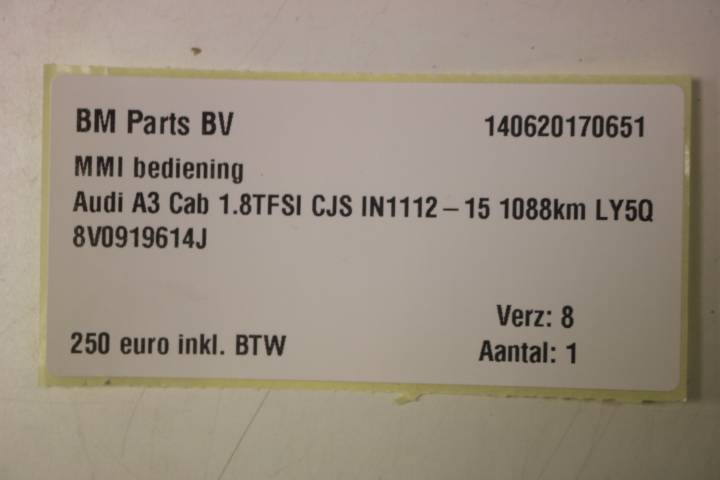 BM Parts BV 140620170651
MMI bediening
Audi A3 Cab 1.8TFSI CJS IN1112 – 15 1088km LY5Q
8V0919614J
Verz: 8
250 euro inkl. BTW Aantal: 1